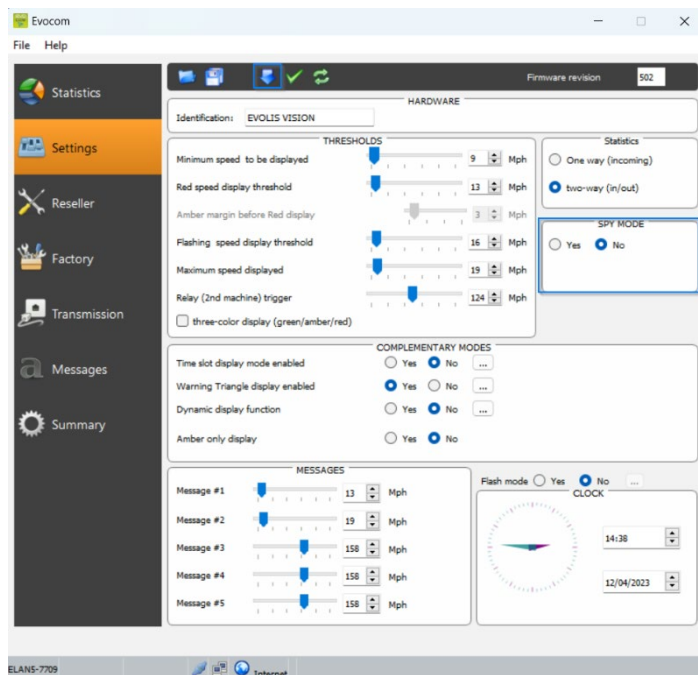 Evocom
File Help
Statistics
Settings
Reseller
Factory
Transmission
Messages
Summary
Firmware revision 502
HARDWARE
Identification: EVOLIS VISION
THRESHOLDS
Minimum speed to be displayed 9 Mph
Red speed display threshold 13 Mph
Amber margin before Red display 3 Mph
Flashing speed display threshold 16 Mph
Maximum speed displayed 19 Mph
Relay (2nd machine) trigger 124 Mph
three-color display (green/amber/red)
Statistics
One way (incoming)
two-way (in/out)
SPY MODE
Yes No
COMPLEMENTARY MODES
Time slot display mode enabled Yes No ...
Warning Triangle display enabled Yes No ...
Dynamic display function Yes No ...
Amber only display Yes No
MESSAGES
Message #1 13 Mph
Message #2 19 Mph
Message #3 158 Mph
Message #4 158 Mph
Message #5 158 Mph
Flash mode Yes No ...
CLOCK
14:38
12/04/2023
ELAN5-7709 Internet